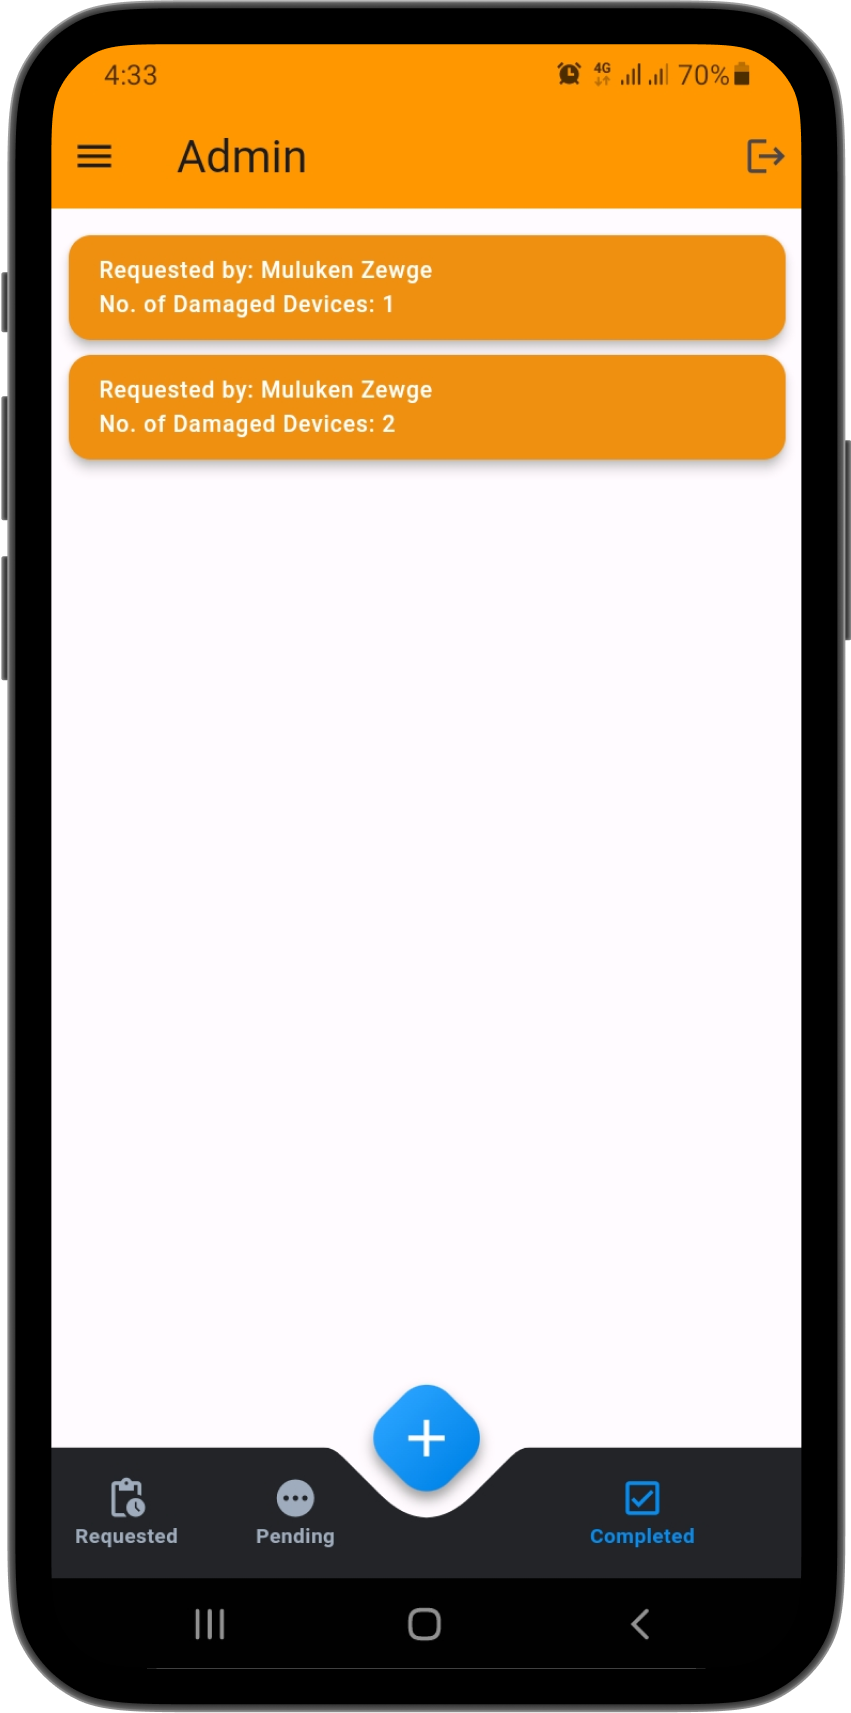 4:33
4G
70%
Admin
Requested by: Muluken Zewge
No. of Damaged Devices: 1
Requested by: Muluken Zewge
No. of Damaged Devices: 2
Requested
Pending
Completed